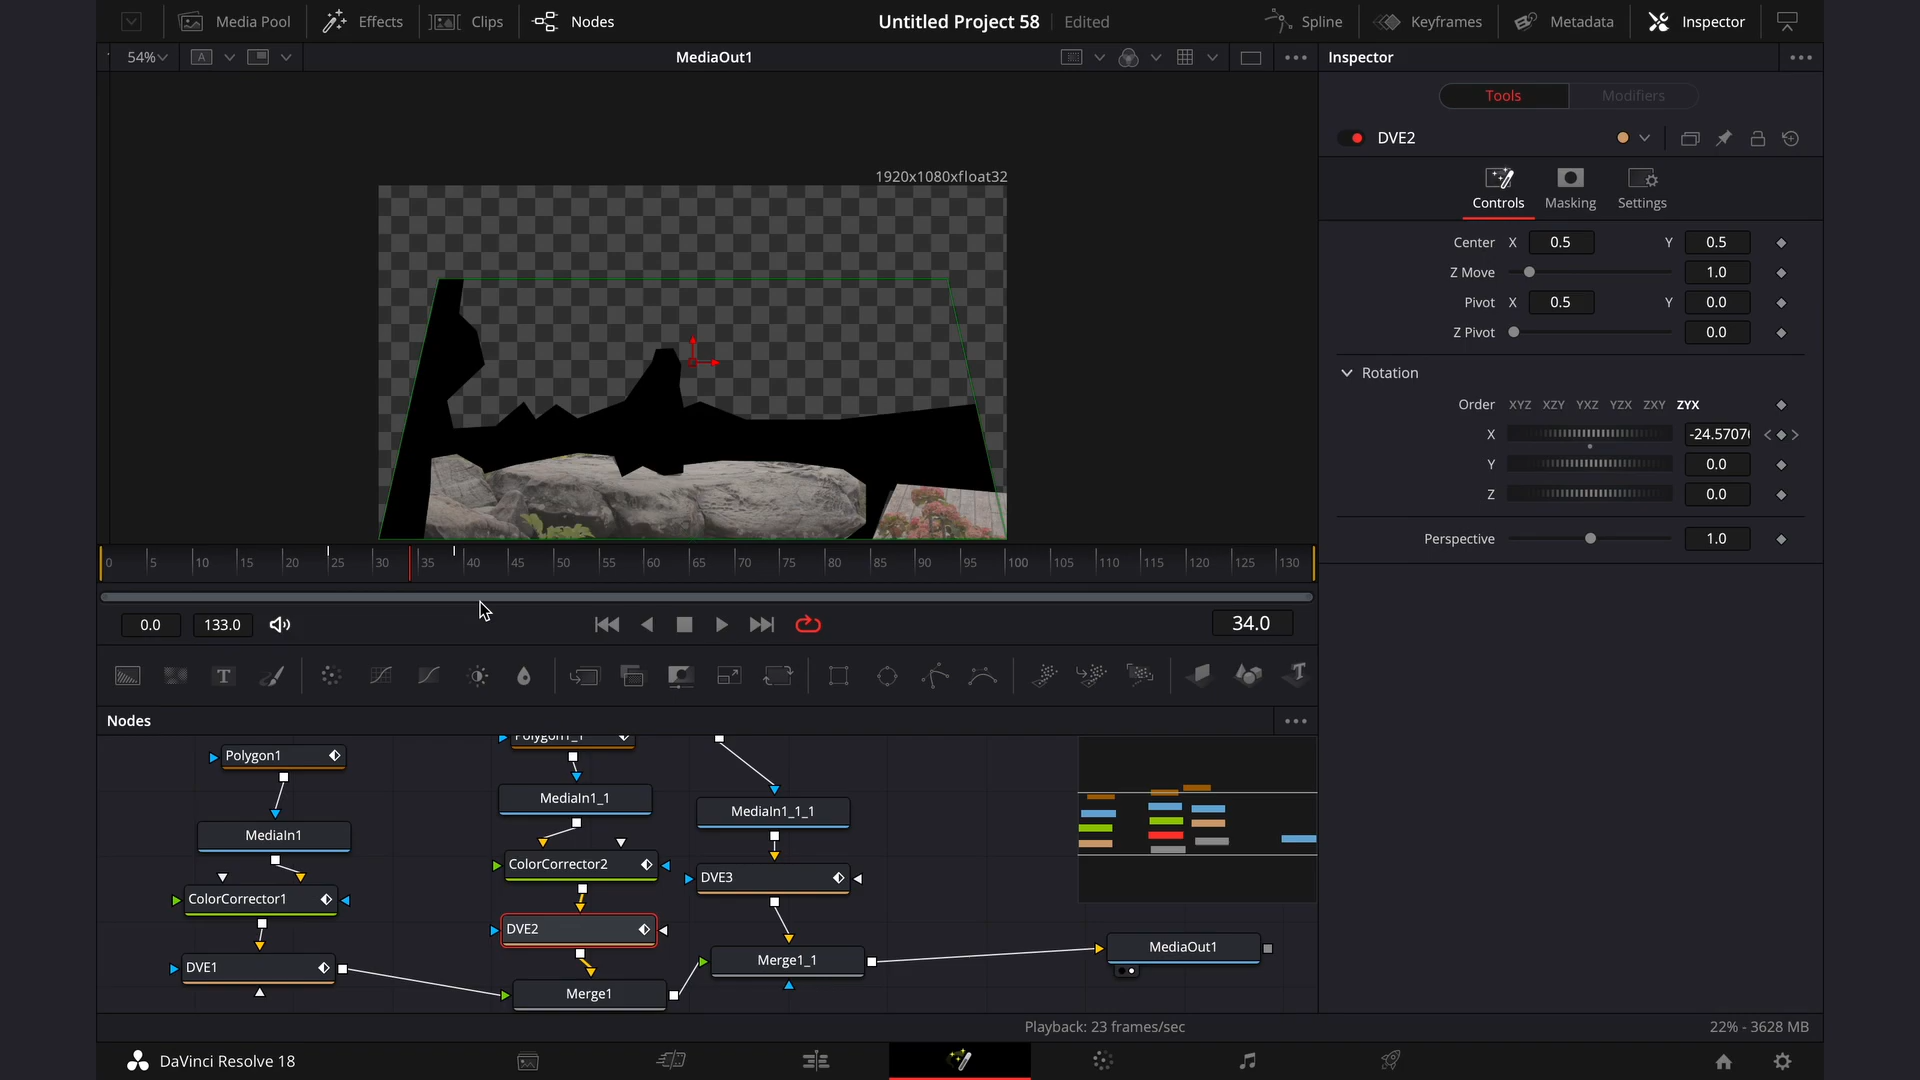 Media Pool Effects Clips Nodes Untitled Project 58 Edited Spline Keyframes Metadata Inspector
54% A MediaOut1 Inspector
Tools Modifiers
DVE2
1920x1080xfloat32
Controls Masking Settings
Center X 0.5 Y 0.5
Z Move 1.0
Pivot X 0.5 Y 0.0
Z Pivot 0.0
Rotation
Order XYZ XZY YXZ YZX ZXY ZYX
X -24.5707
Y 0.0
Z 0.0
Perspective 1.0
0 5 10 15 20 25 30 35 40 45 50 55 60 65 70 75 80 85 90 95 100 105 110 115 120 125 130
0.0 133.0 34.0
T T
Nodes
Polygon1 Polygon1_1
MediaIn1_1 MediaIn1_1_1
MediaIn1
ColorCorrector2 DVE3
ColorCorrector1
DVE2 MediaOut1
DVE1 Merge1_1
Merge1
Playback: 23 frames/sec 22% - 3628 MB
DaVinci Resolve 18